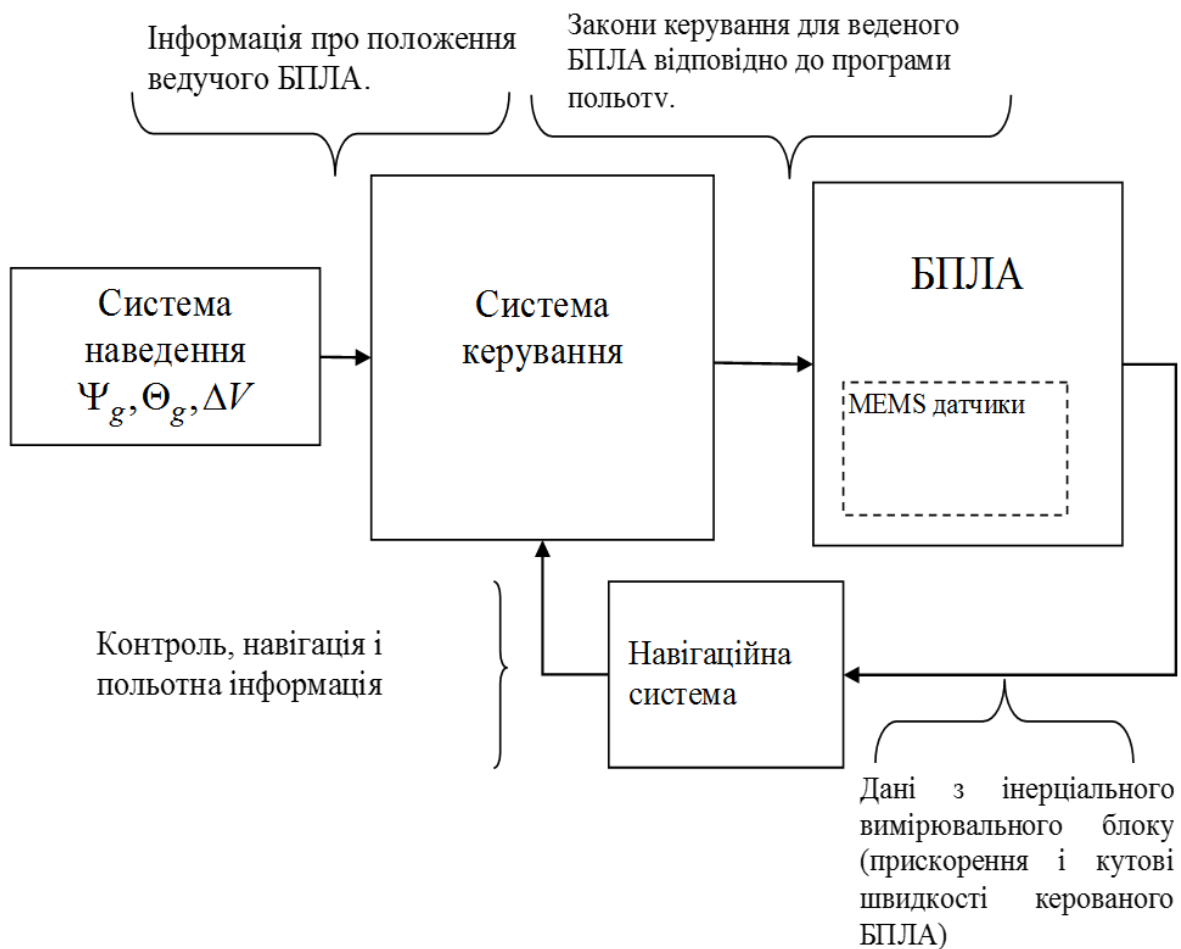 Інформація про положення
ведучого БПЛА.
Закони керування для веденого
БПЛА відповідно до програми
польоту.
Система
наведення
Ψg, Θg, ΔV
Система
керування
БПЛА
MEMS датчики
Контроль, навігація і
польотна інформація
Навігаційна
система
Дані з інерціального
вимірювального блоку
(прискорення і кутові
швидкості керованого
БПЛА)